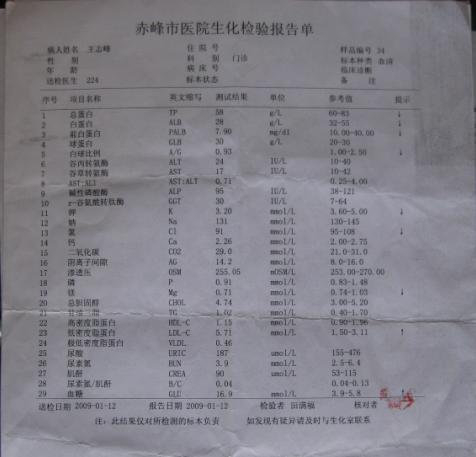 赤峰市医院生化检验报告单
病人姓名 王志峰 住院号 样品编号 34
性 别 科 别 门诊 标本种类 血清
年 龄 病床号 临床诊断
送检医生 224 标本状态 备 注
序号 项目名称 英文缩写 测试结果 单位 参考值 提示
1 总蛋白 TP 58 g/L 60-83 ↓
2 白蛋白 ALB 28 g/L 32-55 ↓
3 前白蛋白 PALB 7.90 mg/dl 10.00-40.00 ↓
4 球蛋白 GLB 30 g/L 20-30
5 白球比例 A/G 0.93 1.00-2.50 ↓
6 谷丙转氨酶 ALT 24 IU/L 10-40
7 谷草转氨酶 AST 17 IU/L 10-42
8 AST:ALT AST:ALT 0.71 0.25-4.00
9 碱性磷酸酶 ALP 95 IU/L 38-121
10 r-谷氨酰转肽酶 GGT 30 IU/L 7-64
11 钾 K 3.20 mmol/L 3.60-5.00 ↓
12 钠 Na 131 mmol/L 130-145
13 氯 Cl 91 mmol/L 95-108 ↓
14 钙 Ca 2.26 mmol/L 2.00-2.75
15 二氧化碳 CO2 29.0 mmol/L 21.0-31.0
16 阴离子间隙 AG 14.2 mmol/L 8.0-16.0
17 渗透压 OSM 255.05 mOSM/L 253.00-270.00
18 磷 P 0.91 mmol/L 0.83-1.48
19 镁 Mg 0.71 mmol/L 0.74-1.03 ↓
20 总胆固醇 CHOL 4.74 mmol/L 3.00-5.20
21 甘油三酯 TG 1.02 mmol/L 0.40-1.70
22 高密度脂蛋白 HDL-C 1.15 mmol/L 0.90-1.96
23 低密度脂蛋白 LDL-C 5.71 mmol/L 1.50-3.11 ↑
24 极低密度脂蛋白 VLDL 0.46
25 尿酸 URIC 187 umol/L 155-476
26 尿素氮 BUN 3.9 mmol/L 2.5-6.4
27 肌酐 CREA 90 umol/L 53-115
28 尿素氮/肌酐 B/C 0.04 0.04-0.13
29 血糖 GLU 16.9 mmol/L 3.9-5.8 ↑
送检日期 2009-01-12 报告日期 2009-01-12 检验者 田满福 核对者
注：此结果仅对所检测的标本负责 如发现有疑异请及时与生化室联系